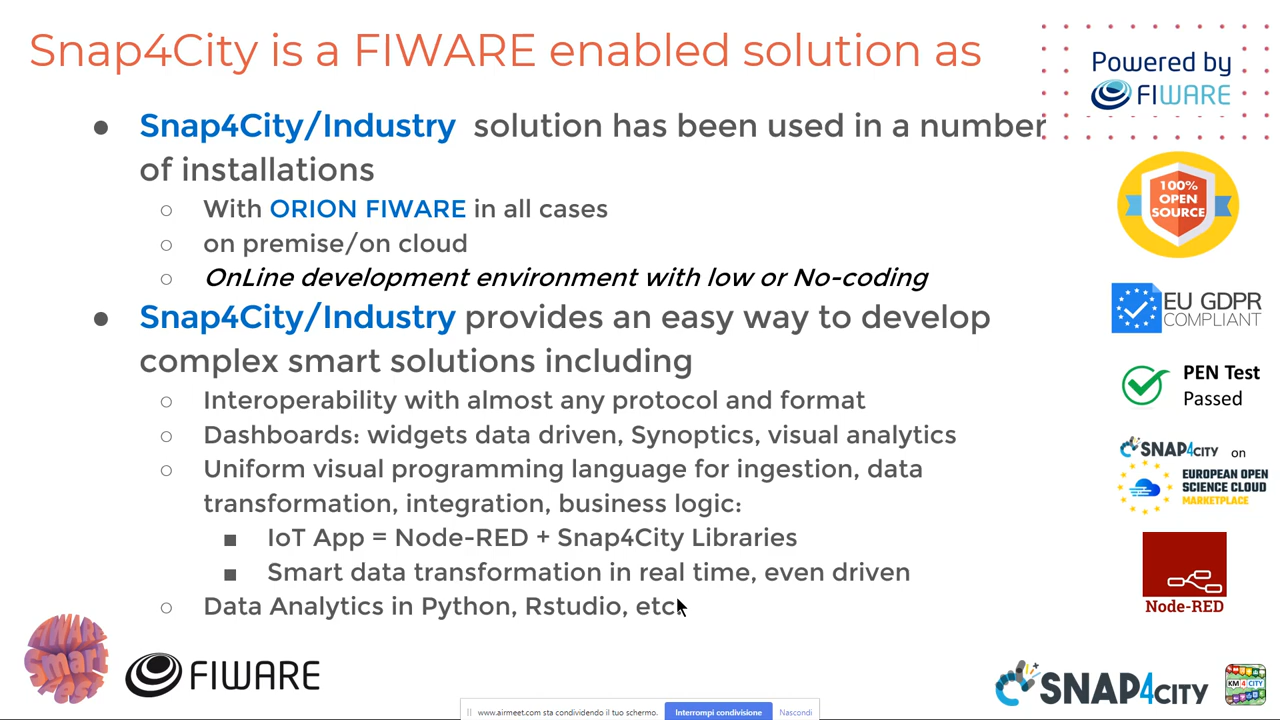 Snap4City is a FIWARE enabled solution as
Powered by
FIWARE
● Snap4City/Industry solution has been used in a number
of installations
○ With ORION FIWARE in all cases
○ on premise/on cloud
○ OnLine development environment with low or No-coding
● Snap4City/Industry provides an easy way to develop
complex smart solutions including
○ Interoperability with almost any protocol and format
○ Dashboards: widgets data driven, Synoptics, visual analytics
○ Uniform visual programming language for ingestion, data
transformation, integration, business logic:
■ IoT App = Node-RED + Snap4City Libraries
■ Smart data transformation in real time, even driven
○ Data Analytics in Python, Rstudio, etc.
100%
OPEN
SOURCE
EU GDPR
COMPLIANT
PEN Test
Passed
SNAP4CITY on
EUROPEAN OPEN
SCIENCE CLOUD
MARKETPLACE
Node-RED
FIWARE
Smart
Fest
FIWARE
SNAP4CITY
KM4CITY
www.airmeet.com sta condividendo il tuo schermo.
Interrompi condivisione
Nascondi